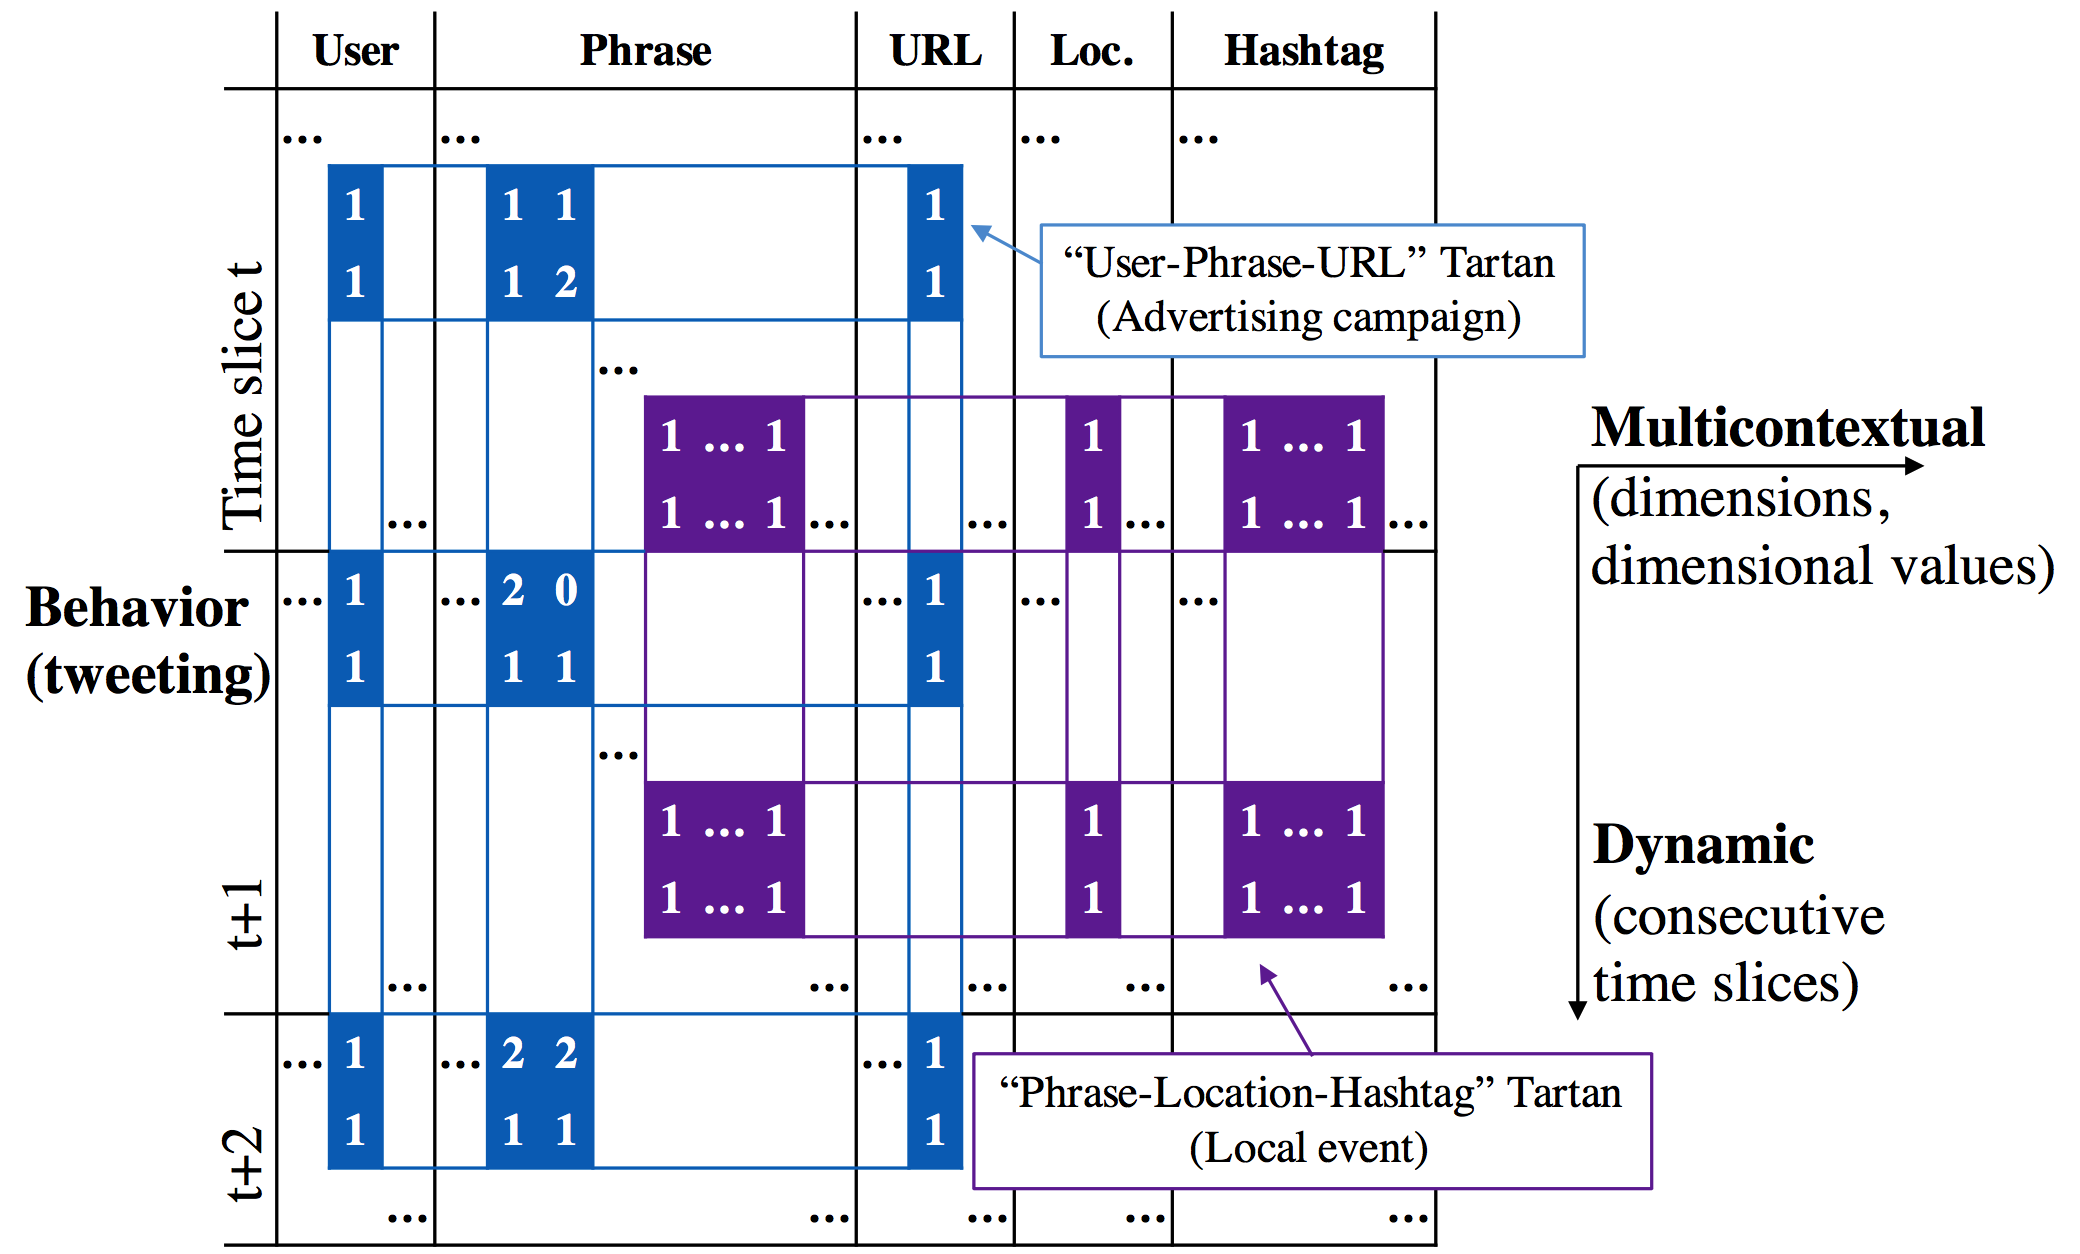 User Phrase URL Loc. Hashtag
... ... ... ... ...
1 1 1 1
1 1 2 1
“User-Phrase-URL” Tartan
(Advertising campaign)
Time slice t
...
1 ... 1 1 1 ... 1
... 1 ... 1 ... ... 1 ... 1 ... 1 ...
Multicontextual
(dimensions,
dimensional values)
Behavior
(tweeting)
... 1 ... 2 0 ... 1 ... ...
1 1 1 1
...
1 ... 1 1 1 ... 1
1 ... 1 1 1 ... 1
t+1
... ... ... ... ...
Dynamic
(consecutive
time slices)
... 1 ... 2 2 ... 1
1 1 1 1
t+2
“Phrase-Location-Hashtag” Tartan
(Local event)
... ... ... ... ...